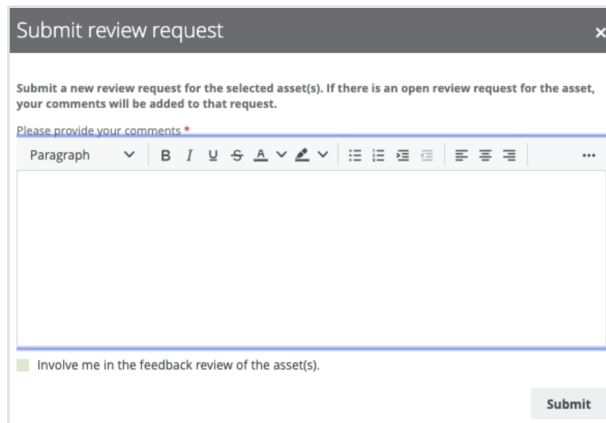 Submit review request
×
Submit a new review request for the selected asset(s). If there is an open review request for the asset,
your comments will be added to that request.
Please provide your comments *
Paragraph B I U S A ...
Involve me in the feedback review of the asset(s).
Submit